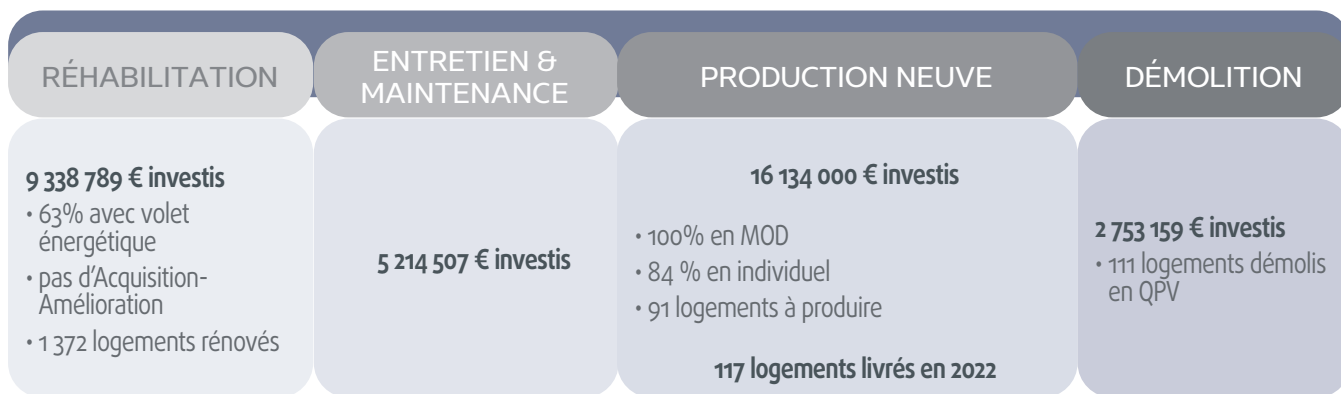 RÉHABILITATION
9 338 789 € investis
• 63% avec volet
énergétique
• pas d'Acquisition-
Amélioration
• 1 372 logements rénovés
ENTRETIEN &
MAINTENANCE
5 214 507 € investis
PRODUCTION NEUVE
16 134 000 € investis
• 100% en MOD
• 84 % en individuel
• 91 logements à produire
117 logements livrés en 2022
DÉMOLITION
2 753 159 € investis
• 111 logements démolis
en QPV